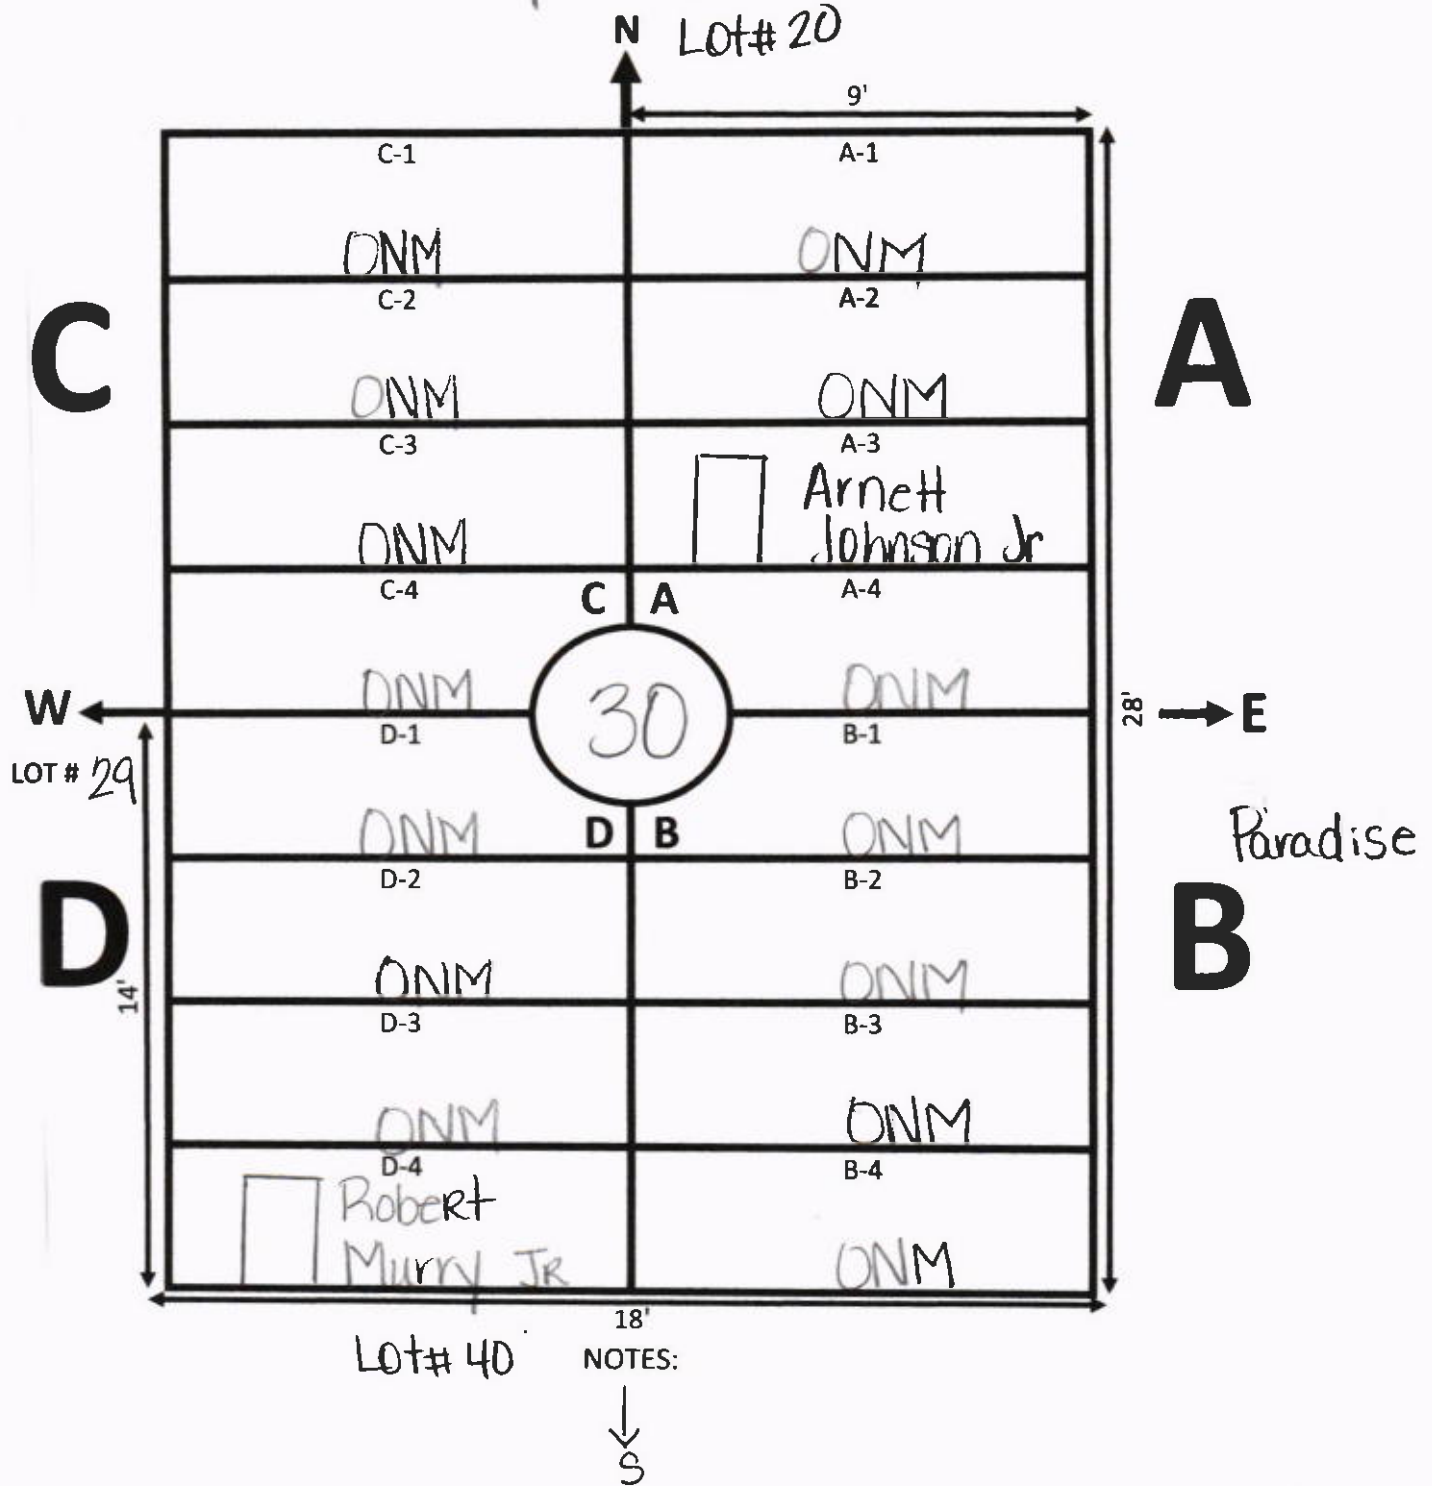 N Lot# 20
9'
C-1 A-1
ONM ONM
C-2 A-2
C A
ONM ONM
C-3 A-3
Arnett
ONM Johnson Jr
C-4 C A A-4
ONM ONM
W 30 28' E
D-1 B-1
LOT # 29
ONM D B ONM
Paradise
D-2 B-2
D B
ONM ONM
14'
D-3 B-3
ONM ONM
D-4 B-4
Robert
Murry JR ONM
18'
Lot# 40 NOTES:
S